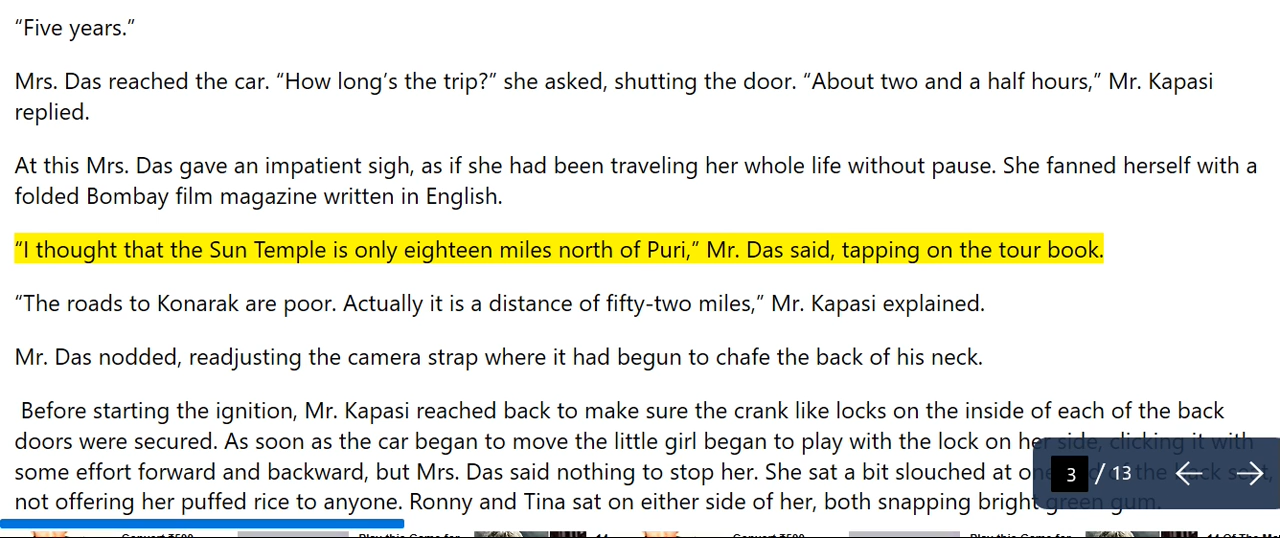 “Five years.”
Mrs. Das reached the car. “How long’s the trip?” she asked, shutting the door. “About two and a half hours,” Mr. Kapasi
replied.
At this Mrs. Das gave an impatient sigh, as if she had been traveling her whole life without pause. She fanned herself with a
folded Bombay film magazine written in English.
“I thought that the Sun Temple is only eighteen miles north of Puri,” Mr. Das said, tapping on the tour book.
“The roads to Konarak are poor. Actually it is a distance of fifty-two miles,” Mr. Kapasi explained.
Mr. Das nodded, readjusting the camera strap where it had begun to chafe the back of his neck.
Before starting the ignition, Mr. Kapasi reached back to make sure the crank like locks on the inside of each of the back
doors were secured. As soon as the car began to move the little girl began to play with the lock on her side, clicking it with
some effort forward and backward, but Mrs. Das said nothing to stop her. She sat a bit slouched at the back seat,
3 / 13
not offering her puffed rice to anyone. Ronny and Tina sat on either side of her, both snapping bright green gum.